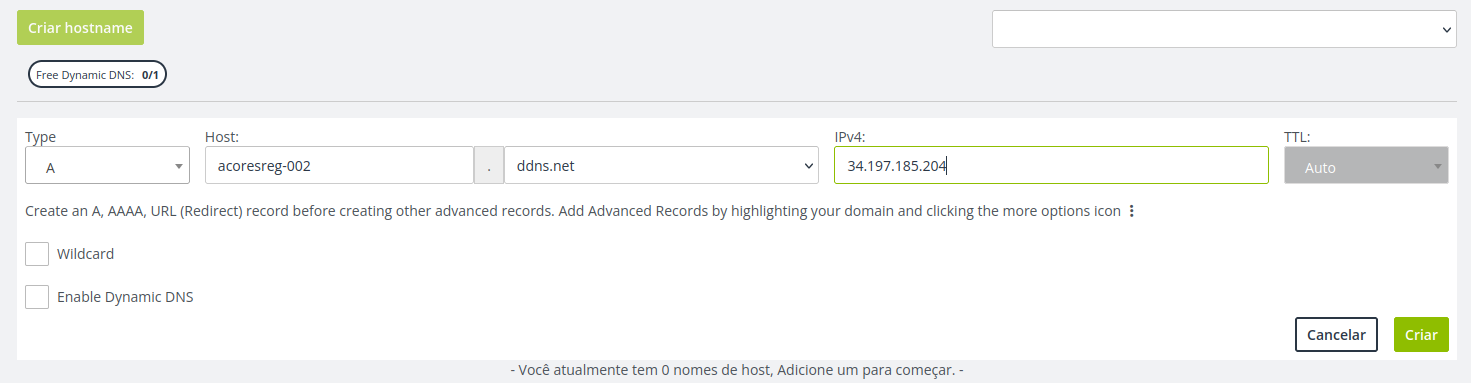 Criar hostname
Free Dynamic DNS: 0/1
Type Host: IPv4: TTL:
A acoresreg-002 . ddns.net 34.197.185.204 Auto
Create an A, AAAA, URL (Redirect) record before creating other advanced records. Add Advanced Records by highlighting your domain and clicking the more options icon ⋮
Wildcard
Enable Dynamic DNS
Cancelar Criar
- Você atualmente tem 0 nomes de host, Adicione um para começar. -